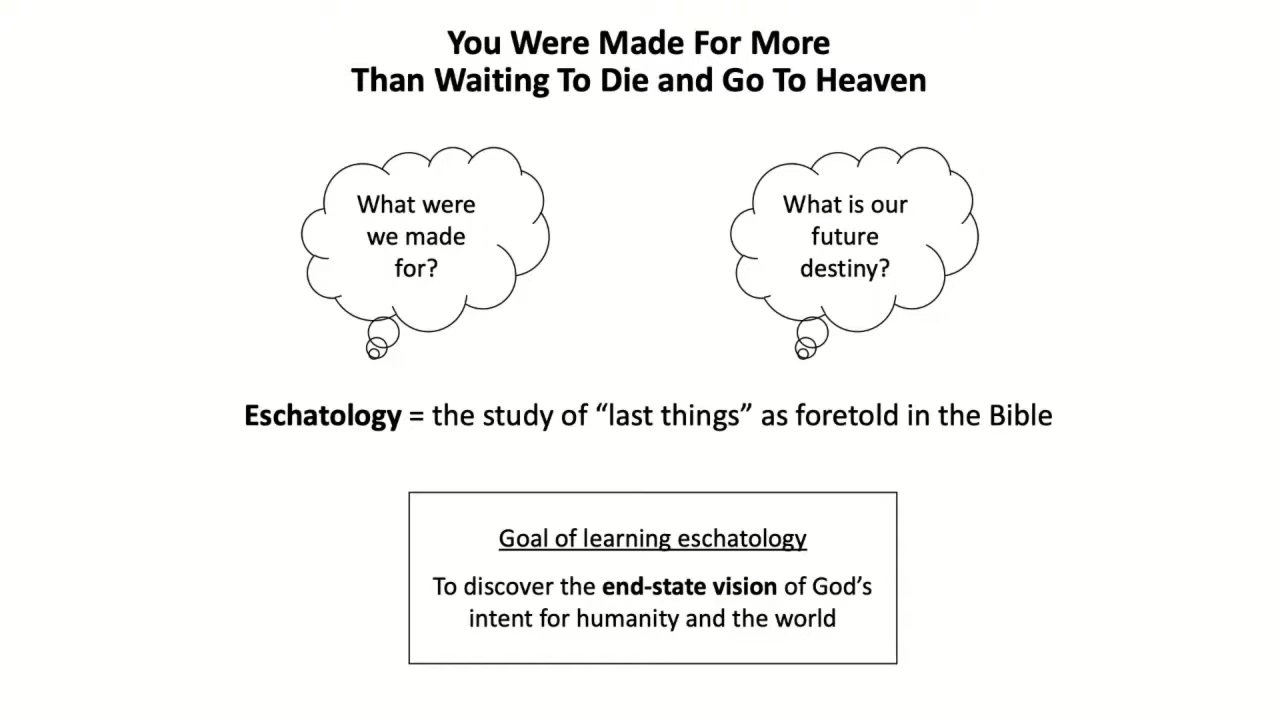 You Were Made For More
Than Waiting To Die and Go To Heaven
What were
we made
for?
What is our
future
destiny?
Eschatology = the study of “last things” as foretold in the Bible
Goal of learning eschatology
To discover the end-state vision of God’s
intent for humanity and the world